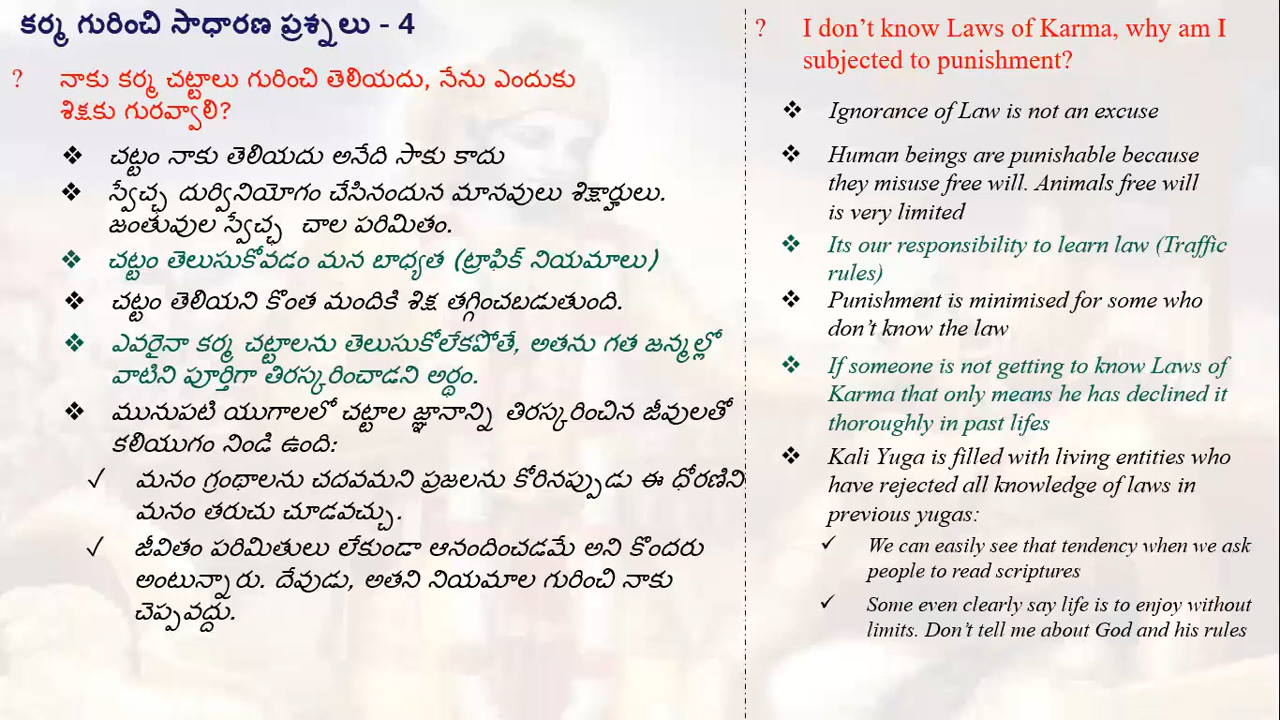 కర్మ గురించి సాధారణ ప్రశ్నలు - 4
? నాకు కర్మ చట్టాలు గురించి తెలియదు, నేను ఎందుకు
శిక్షకు గురవ్వాలి?
❖ చట్టం నాకు తెలియదు అనేది సాకు కాదు
❖ స్వేచ్ఛ దుర్వినియోగం చేసినందున మానవులు శిక్షార్హులు.
జంతువుల స్వేచ్ఛ చాల పరిమితం.
❖ చట్టం తెలుసుకోవడం మన బాధ్యత (ట్రాఫిక్ నియమాలు)
❖ చట్టం తెలియని కొంత మందికి శిక్ష తగ్గించబడుతుంది.
❖ ఎవరైనా కర్మ చట్టాలను తెలుసుకోలేకపోతే, అతను గత జన్మల్లో
వాటిని పూర్తిగా తిరస్కరించాడని అర్థం.
❖ మునుపటి యుగాలలో చట్టాల జ్ఞానాన్ని తిరస్కరించిన జీవులతో
కలియుగం నిండి ఉంది:
✓ మనం గ్రంథాలను చదవమని ప్రజలను కోరినప్పుడు ఈ ధోరణిని
మనం తరుచు చూడవచ్చు.
✓ జీవితం పరిమితులు లేకుండా ఆనందించడమే అని కొందరు
అంటున్నారు. దేవుడు, అతని నియమాల గురించి నాకు
చెప్పవద్దు.
? I don’t know Laws of Karma, why am I
subjected to punishment?
❖ Ignorance of Law is not an excuse
❖ Human beings are punishable because
they misuse free will. Animals free will
is very limited
❖ Its our responsibility to learn law (Traffic
rules)
❖ Punishment is minimised for some who
don’t know the law
❖ If someone is not getting to know Laws of
Karma that only means he has declined it
thoroughly in past lifes
❖ Kali Yuga is filled with living entities who
have rejected all knowledge of laws in
previous yugas:
✓ We can easily see that tendency when we ask
people to read scriptures
✓ Some even clearly say life is to enjoy without
limits. Don’t tell me about God and his rules